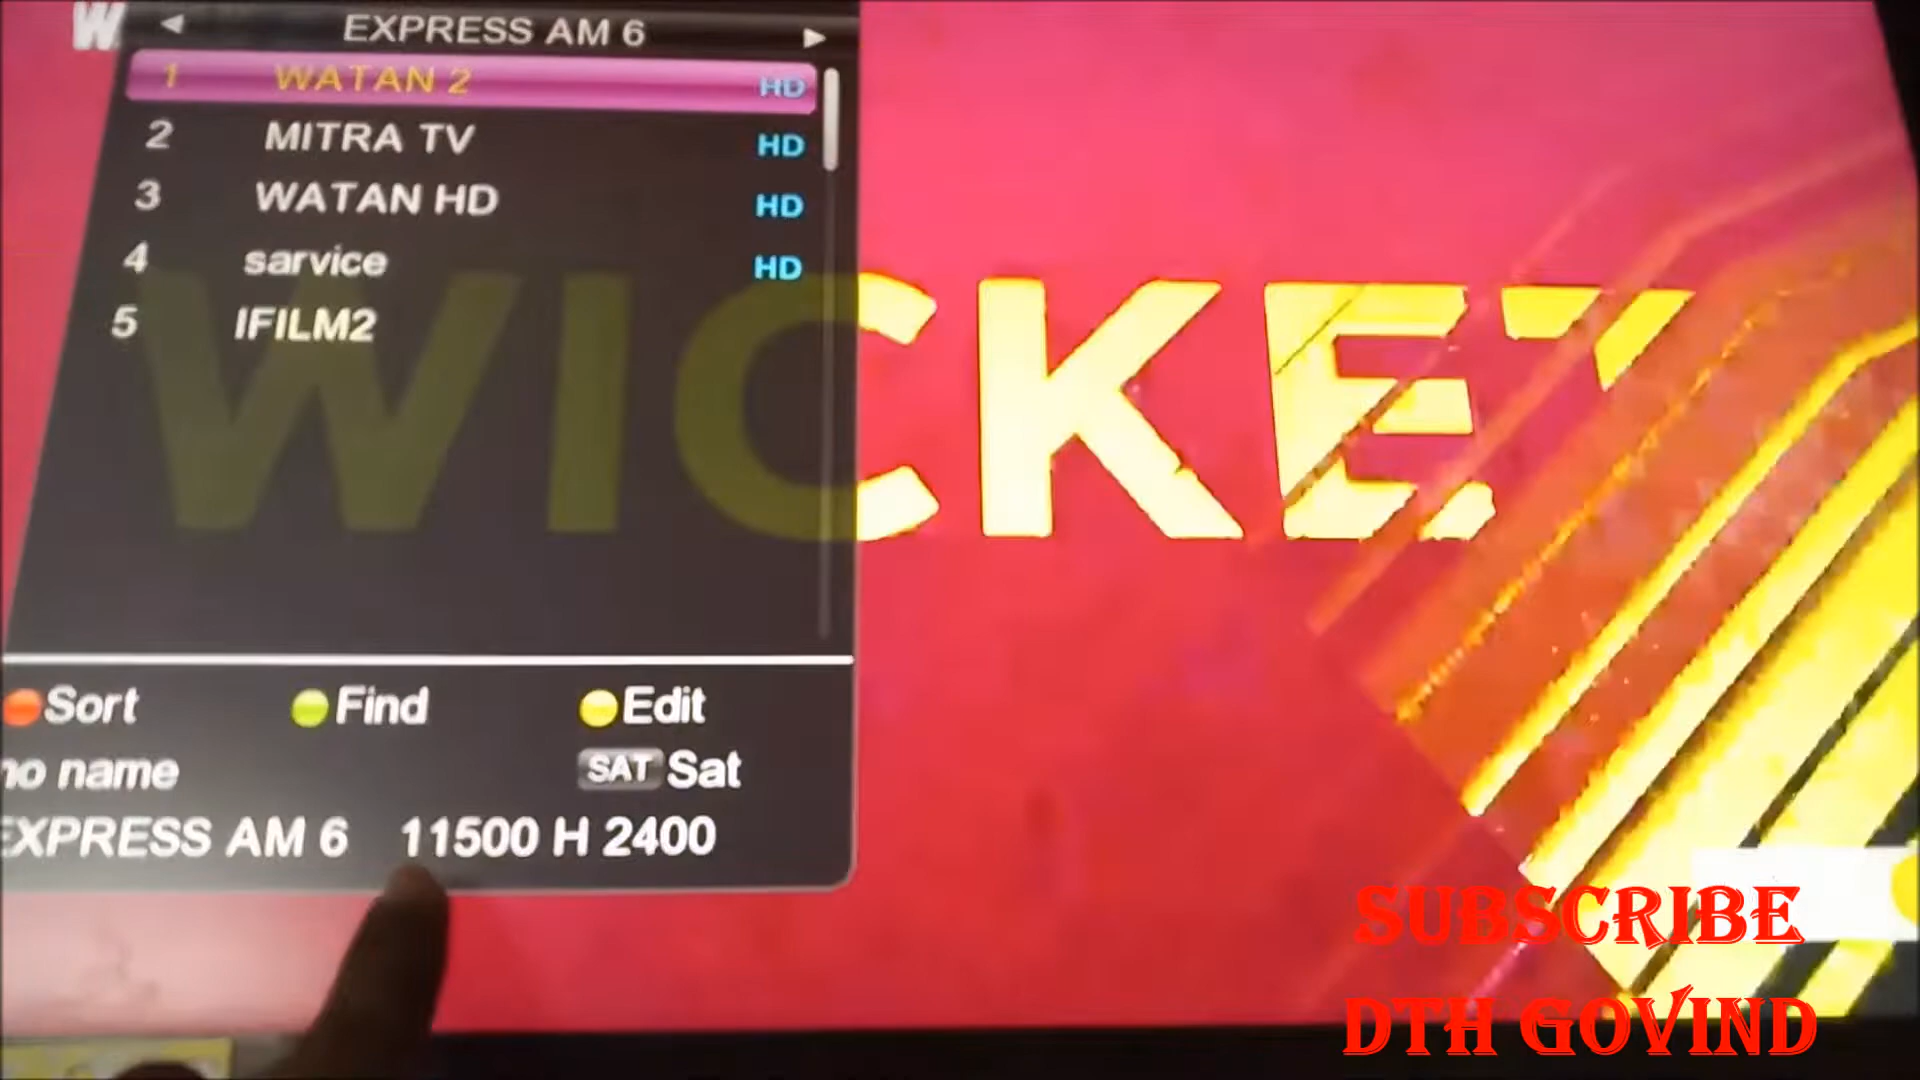 W
EXPRESS AM 6
1 WATAN 2 HD
2 MITRA TV HD
3 WATAN HD HD
4 sarvice HD
5 IFILM2
WICKET
Sort Find Edit
no name SAT Sat
EXPRESS AM 6 11500 H 2400
SUBSCRIBE
DTH GOVIND